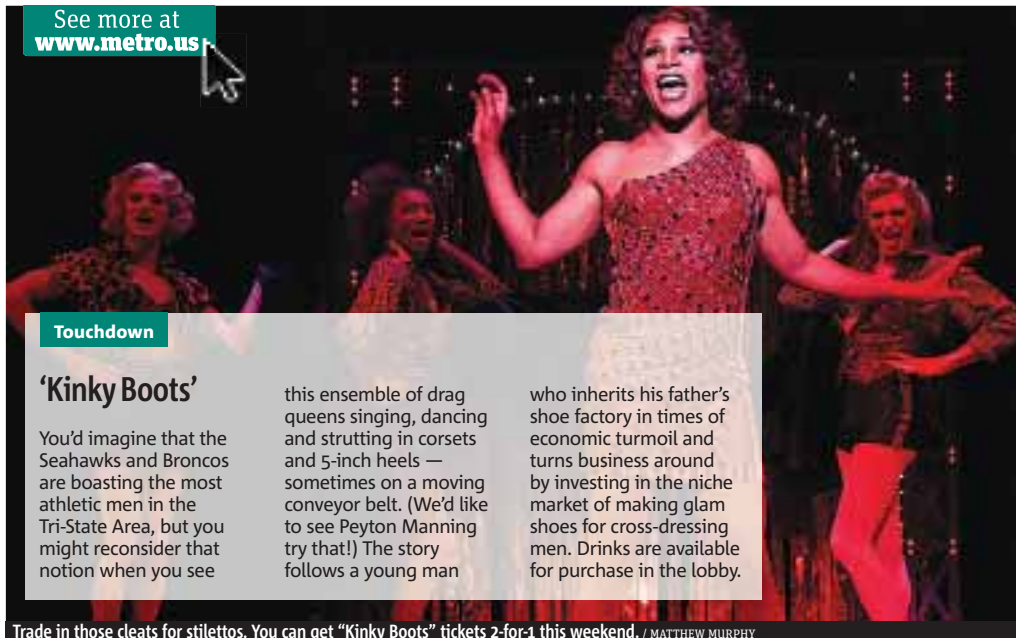 See more at
www.metro.us
Touchdown
‘Kinky Boots’
You’d imagine that the
Seahawks and Broncos
are boasting the most
athletic men in the
Tri-State Area, but you
might reconsider that
notion when you see
this ensemble of drag
queens singing, dancing
and strutting in corsets
and 5-inch heels —
sometimes on a moving
conveyor belt. (We’d like
to see Peyton Manning
try that!) The story
follows a young man
who inherits his father’s
shoe factory in times of
economic turmoil and
turns business around
by investing in the niche
market of making glam
shoes for cross-dressing
men. Drinks are available
for purchase in the lobby.
Trade in those cleats for stilettos. You can get “Kinky Boots” tickets 2-for-1 this weekend. / MATTHEW MURPHY